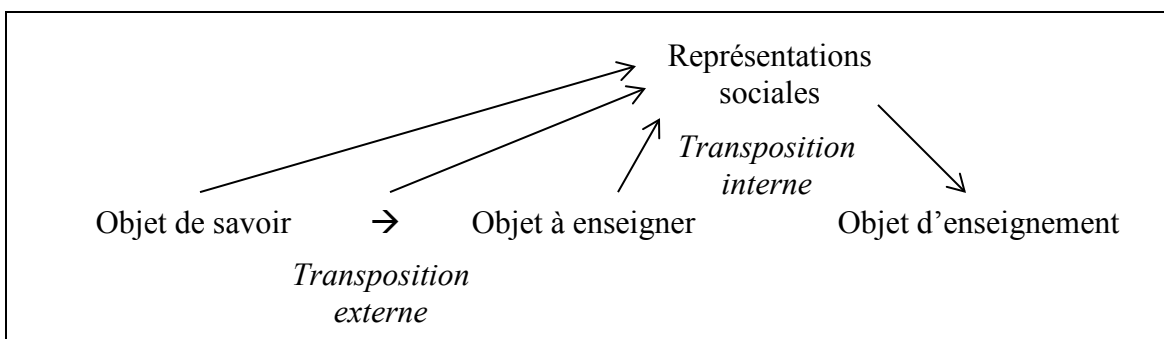 Représentations
sociales
Transposition
interne
Objet de savoir → Objet à enseigner Objet d’enseignement
Transposition
externe